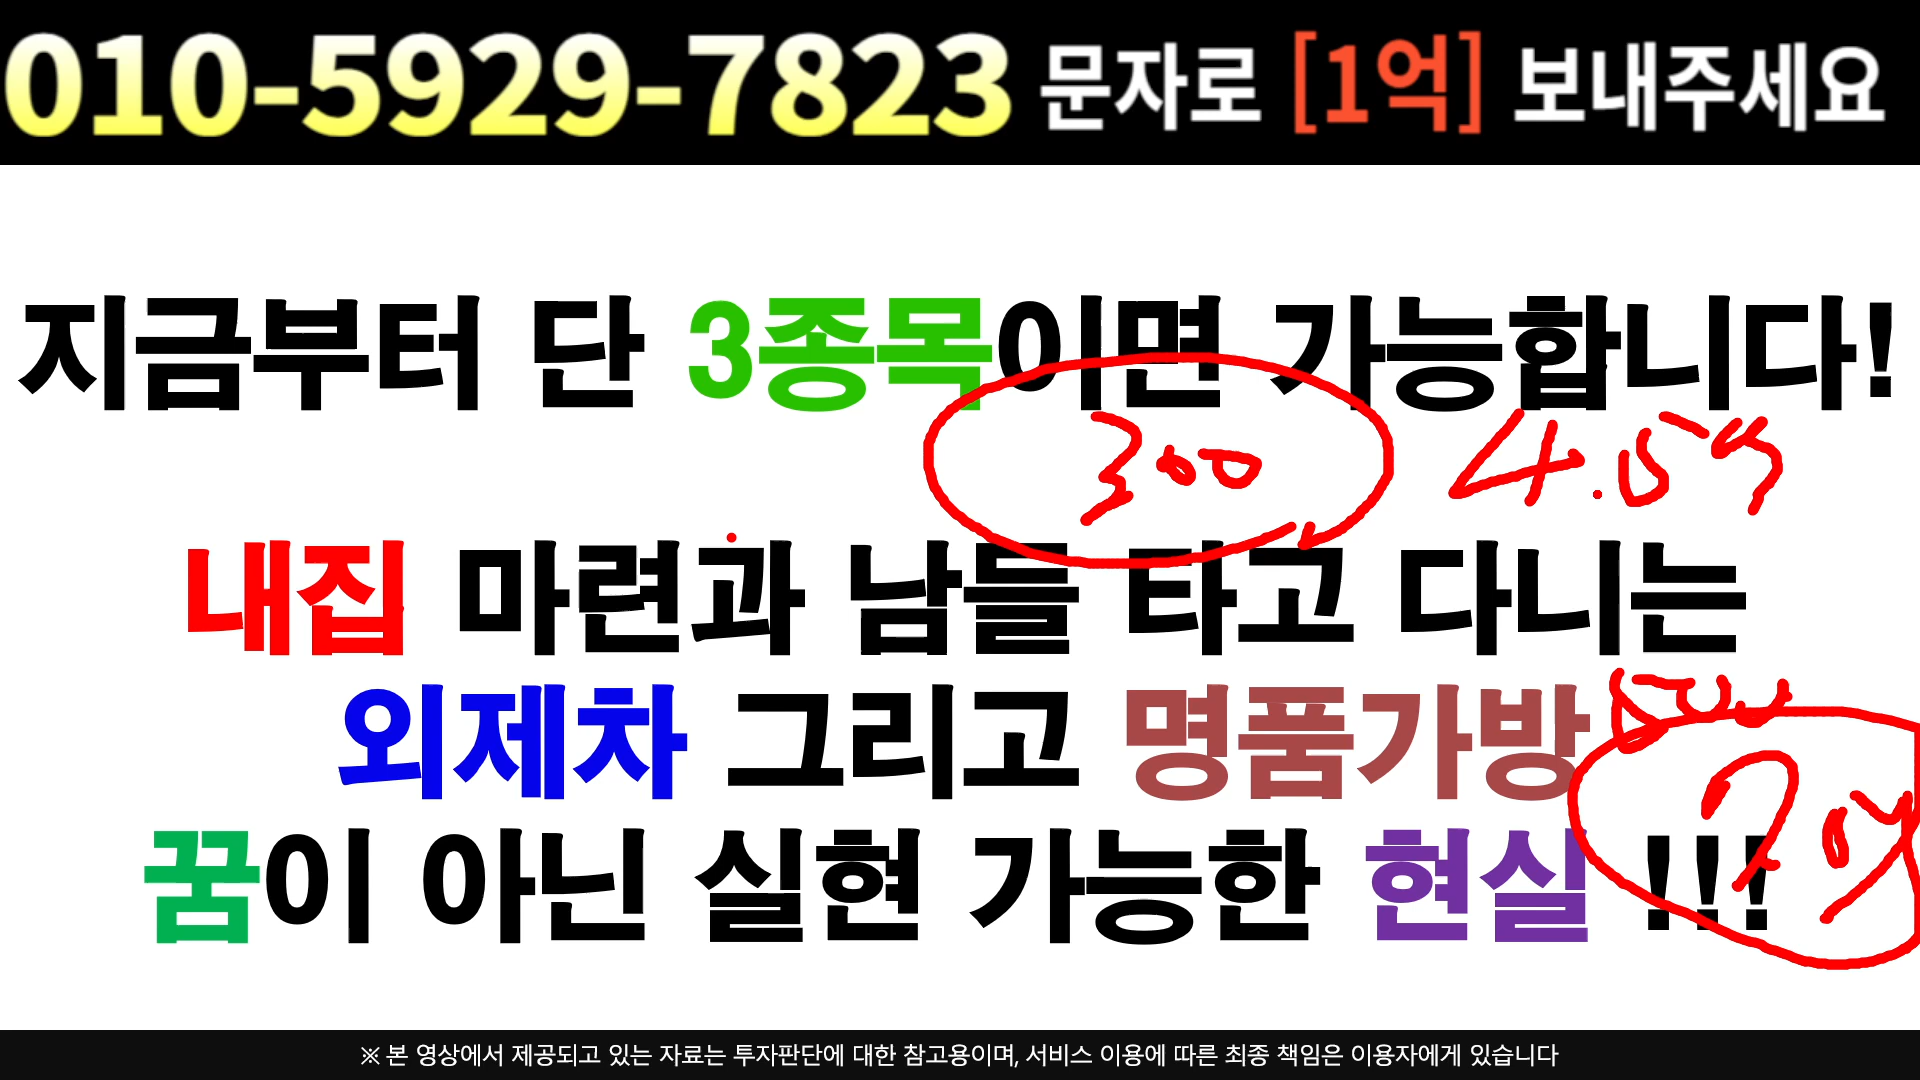 010-5929-7823 문자로 [1억] 보내주세요
지금부터 단 3종목이면 가능합니다!
300
내집 마련과 남들 타고 다니는
외제차 그리고 명품가방
꿈이 아닌 실현 가능한 현실 !!!
※ 본 영상에서 제공되고 있는 자료는 투자판단에 대한 참고용이며, 서비스 이용에 따른 최종 책임은 이용자에게 있습니다